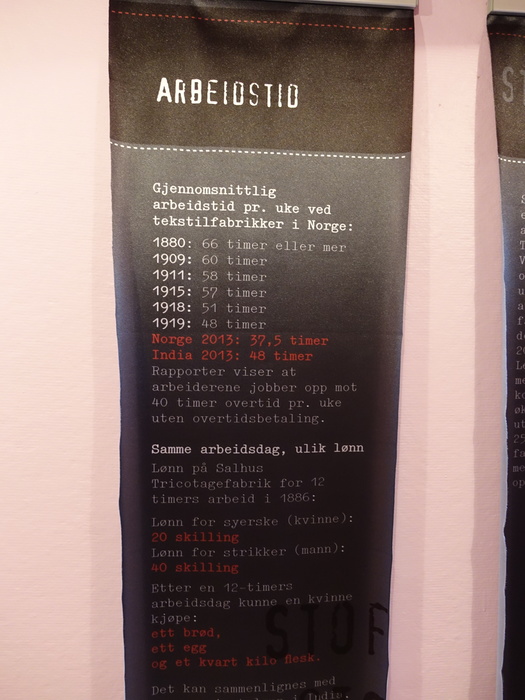 ARBEIDSTID
Gjennomsnittlig
arbeidstid pr. uke ved
tekstilfabrikker i Norge:
1880: 66 timer eller mer
1909: 60 timer
1911: 58 timer
1915: 57 timer
1918: 51 timer
1919: 48 timer
Norge 2013: 37,5 timer
India 2013: 48 timer
Rapporter viser at
arbeiderene jobber opp mot
40 timer overtid pr. uke
uten overtidsbetaling.
Samme arbeidsdag, ulik lønn
Lønn på Salhus
Tricotagefabrik for 12
timers arbeid i 1886:
Lønn for syerske (kvinne):
20 skilling
Lønn for strikker (mann):
40 skilling
Etter en 12-timers
arbeidsdag kunne en kvinne
kjøpe:
ett brød,
ett egg
og et kvart kilo flesk.
STOF
Det kan sammenlignes med
i India.